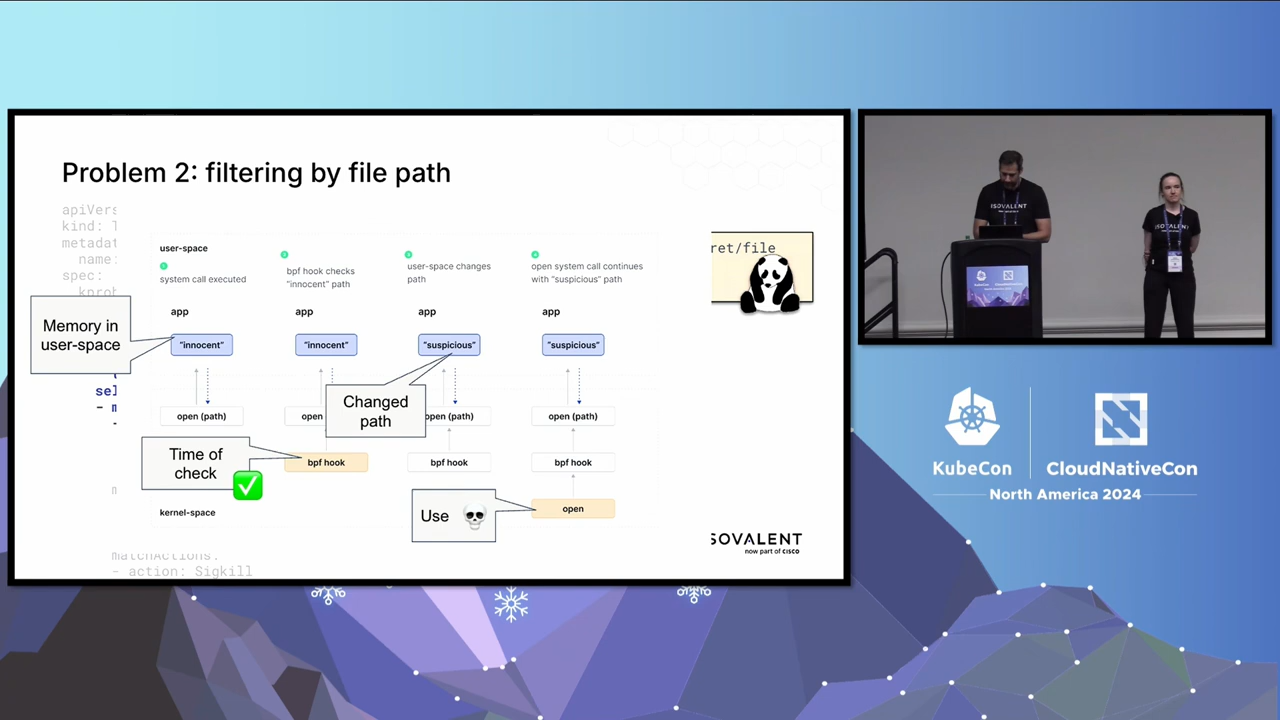 Problem 2: filtering by file path
apiVers
kind: T
metadat
name:
spec:
kprob
sel
- m
-
matchActions:
- action: Sigkill
ret/file
user-space
system call executed
bpf hook checks
"innocent" path
user-space changes
path
open system call continues
with "suspicious" path
app
app
app
app
Memory in
user-space
"innocent"
"innocent"
"suspicious"
"suspicious"
Changed
path
open (path)
open
open (path)
open (path)
Time of
check
bpf hook
bpf hook
bpf hook
Use
open
kernel-space
SOVALENT
now part of CISCO
ISOVALENT
ISOVALENT
KubeCon
CloudNativeCon
North America 2024